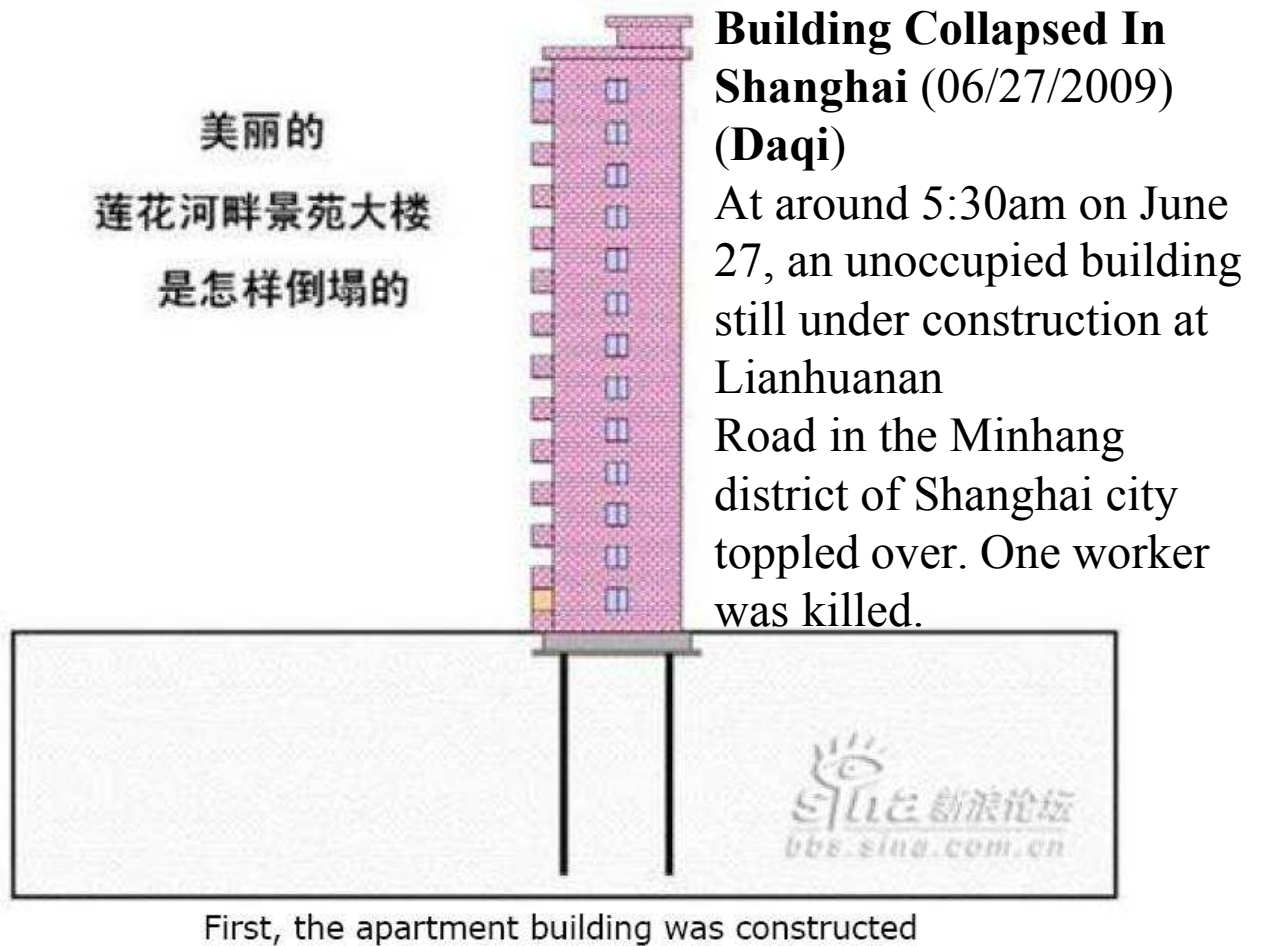 美丽的
莲花河畔景苑大楼
是怎样倒塌的
Building Collapsed In
Shanghai (06/27/2009)
(Daqi)
At around 5:30am on June
27, an unoccupied building
still under construction at
Lianhuanan
Road in the Minhang
district of Shanghai city
toppled over. One worker
was killed.
sina 新浪论坛
bbs.sina.com.cn
First, the apartment building was constructed